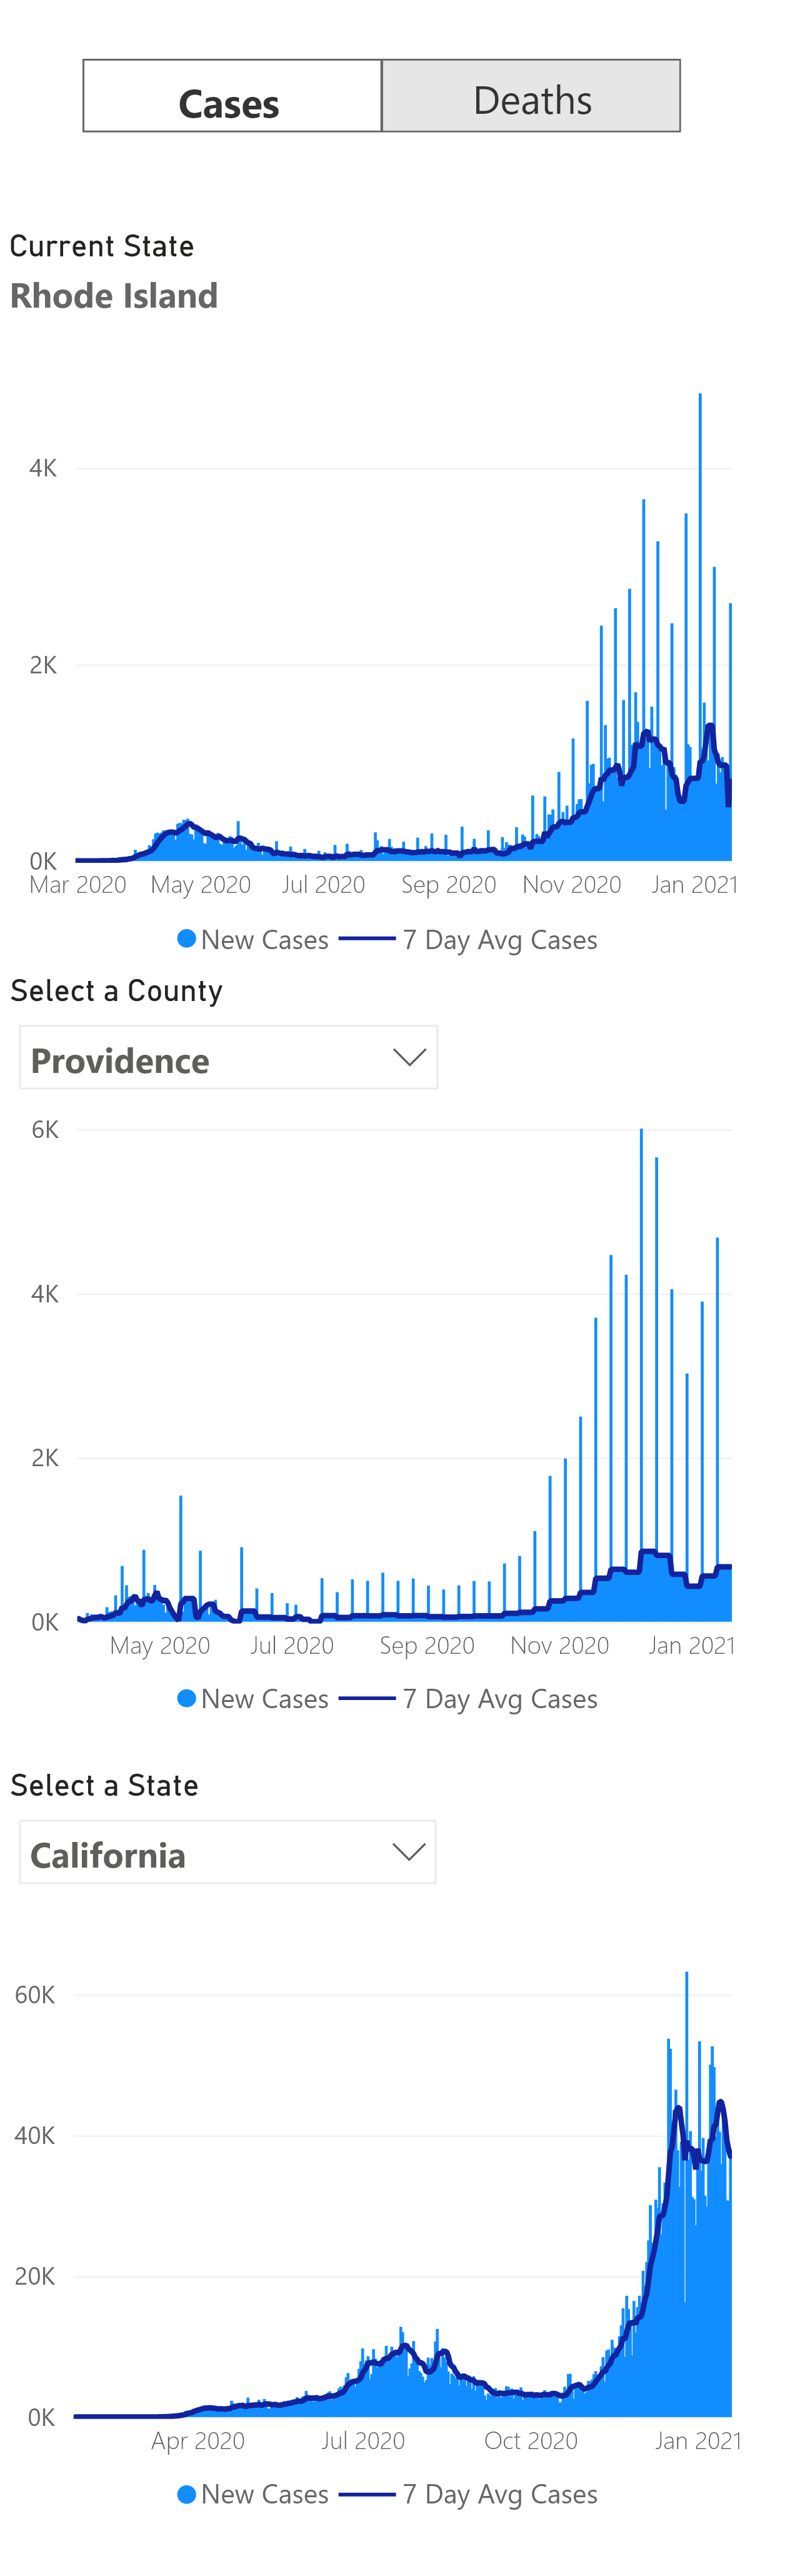 Cases Deaths
Current State
Rhode Island
4K
2K
0K
Mar 2020 May 2020 Jul 2020 Sep 2020 Nov 2020 Jan 2021
New Cases 7 Day Avg Cases
Select a County
Providence
6K
4K
2K
0K
May 2020 Jul 2020 Sep 2020 Nov 2020 Jan 2021
New Cases 7 Day Avg Cases
Select a State
California
60K
40K
20K
0K
Apr 2020 Jul 2020 Oct 2020 Jan 2021
New Cases 7 Day Avg Cases